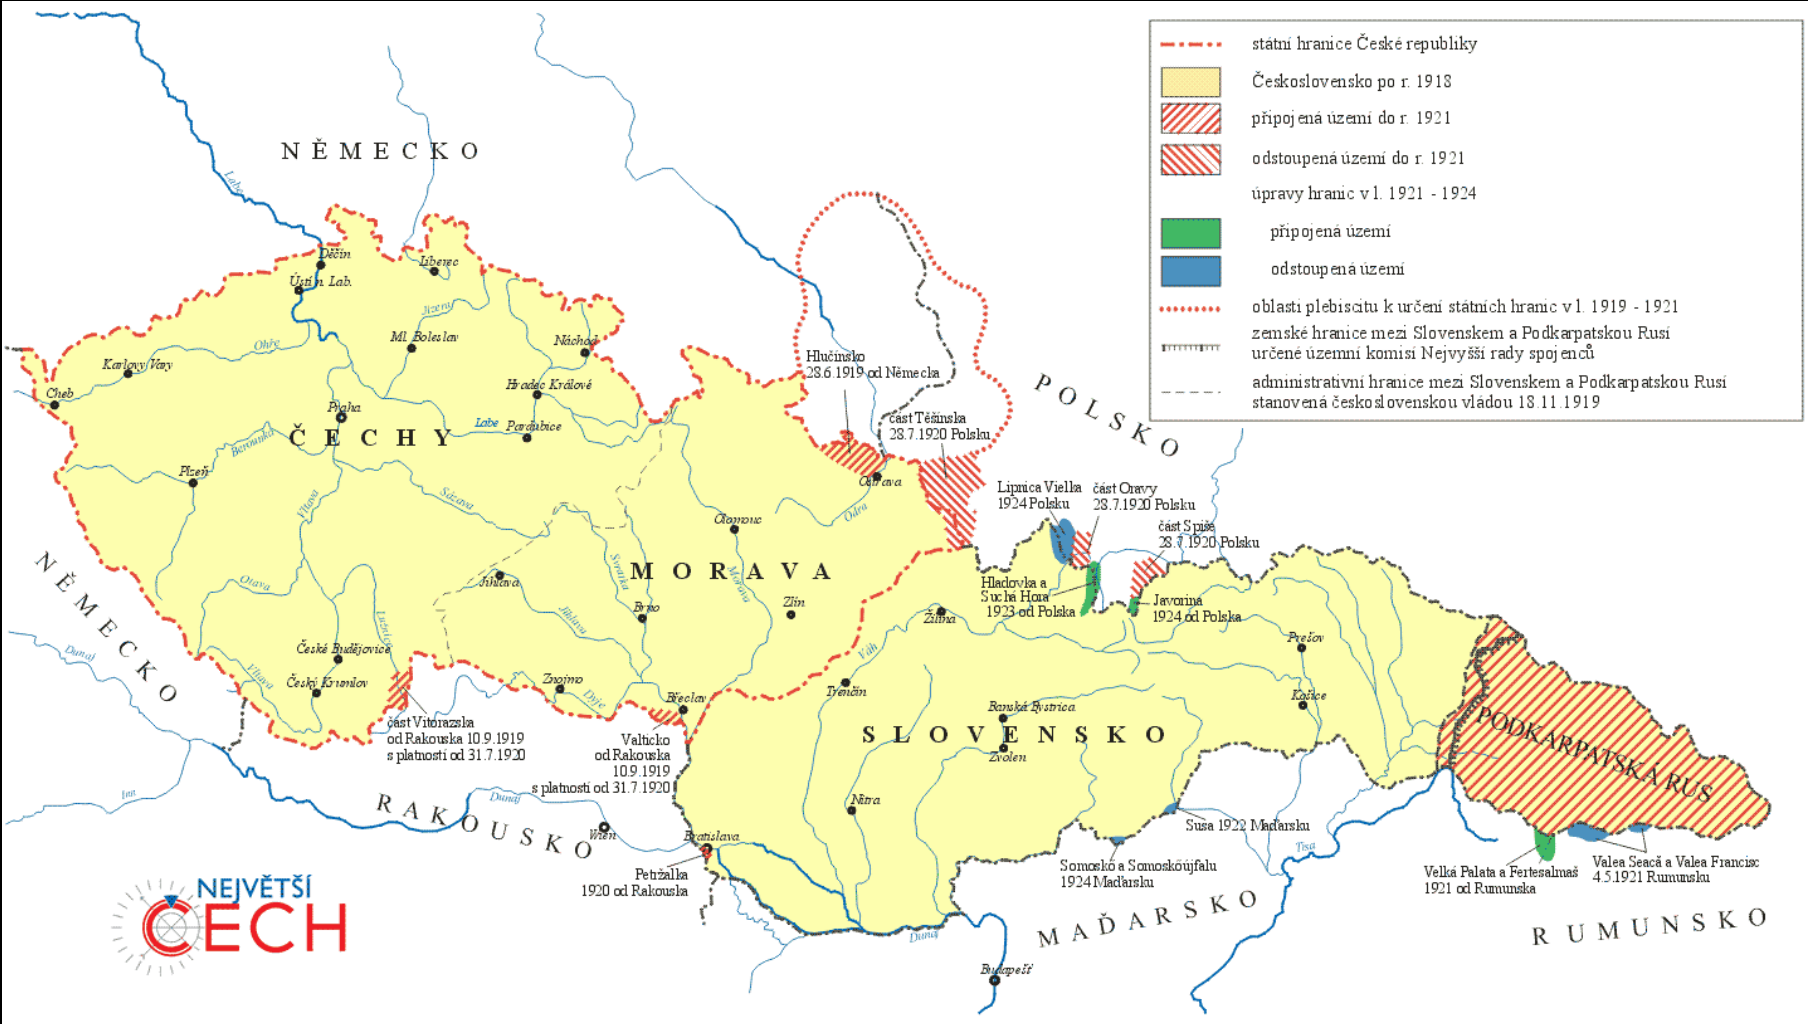 státní hranice České republiky
Československo po r. 1918
připojená území do r. 1921
odstoupená území do r. 1921
úpravy hranic v l. 1921 - 1924
připojená území
odstoupená území
oblasti plebiscitu k určení státních hranic v l. 1919 - 1921
zemské hranice mezi Slovenskem a Podkarpatskou Rusí
určené územní komisí Nejvyšší rady spojenců
administrativní hranice mezi Slovenskem a Podkarpatskou Rusí
stanovená československou vládou 18.11.1919
NĚMECKO
Labe
Děčín
Liberec
Ústí n. Lab.
Jizera
Ml. Boleslav
Náchod
Ohře
Karlovy Vary
Cheb
Hradec Králové
Praha
Labe
Pardubice
ČECHY
Berounka
Plzeň
Vltava
Sázava
Hlučínsko
28.6.1919 od Německa
část Těšínska
28.7.1920 Polsku
POLSKO
Ostrava
Odra
Olomouc
Lipnica Vielka
1924 Polsku
část Oravy
28.7.1920 Polsku
část Spiše
28.7.1920 Polsku
NĚMECKO
Otava
Lužnice
Jihlava
Jihlava
Svratka
MORAVA
Morava
Brno
Zlín
Hladovka a
Suchá Hora
1923 od Polska
Javorina
1924 od Polska
Žilina
Váh
Prešov
Dunaj
České Budějovice
Vltava
Český Krumlov
Znojmo
Dyje
Břeclav
Trenčín
Banská Bystrica
Košice
SLOVENSKO
Zvolen
PODKARPATSKÁ RUS
část Vitorazska
od Rakouska 10.9.1919
s platností od 31.7.1920
Valticko
od Rakouska
10.9.1919
s platností od 31.7.1920
Inn
RAKOUSKO
Dunaj
Wien
Nitra
Bratislava
Petržalka
1920 od Rakouska
Susa 1922 Maďarsku
Somoskö a Somosköújfalu
1924 Maďarsku
Tisa
Velká Palata a Fertesalmaš
1921 od Rumunska
Valea Seacă a Valea Francisc
4.5.1921 Rumunsku
MAĎARSKO
RUMUNSKO
Dunaj
Budapešť
NEJVĚTŠÍ
ČECH